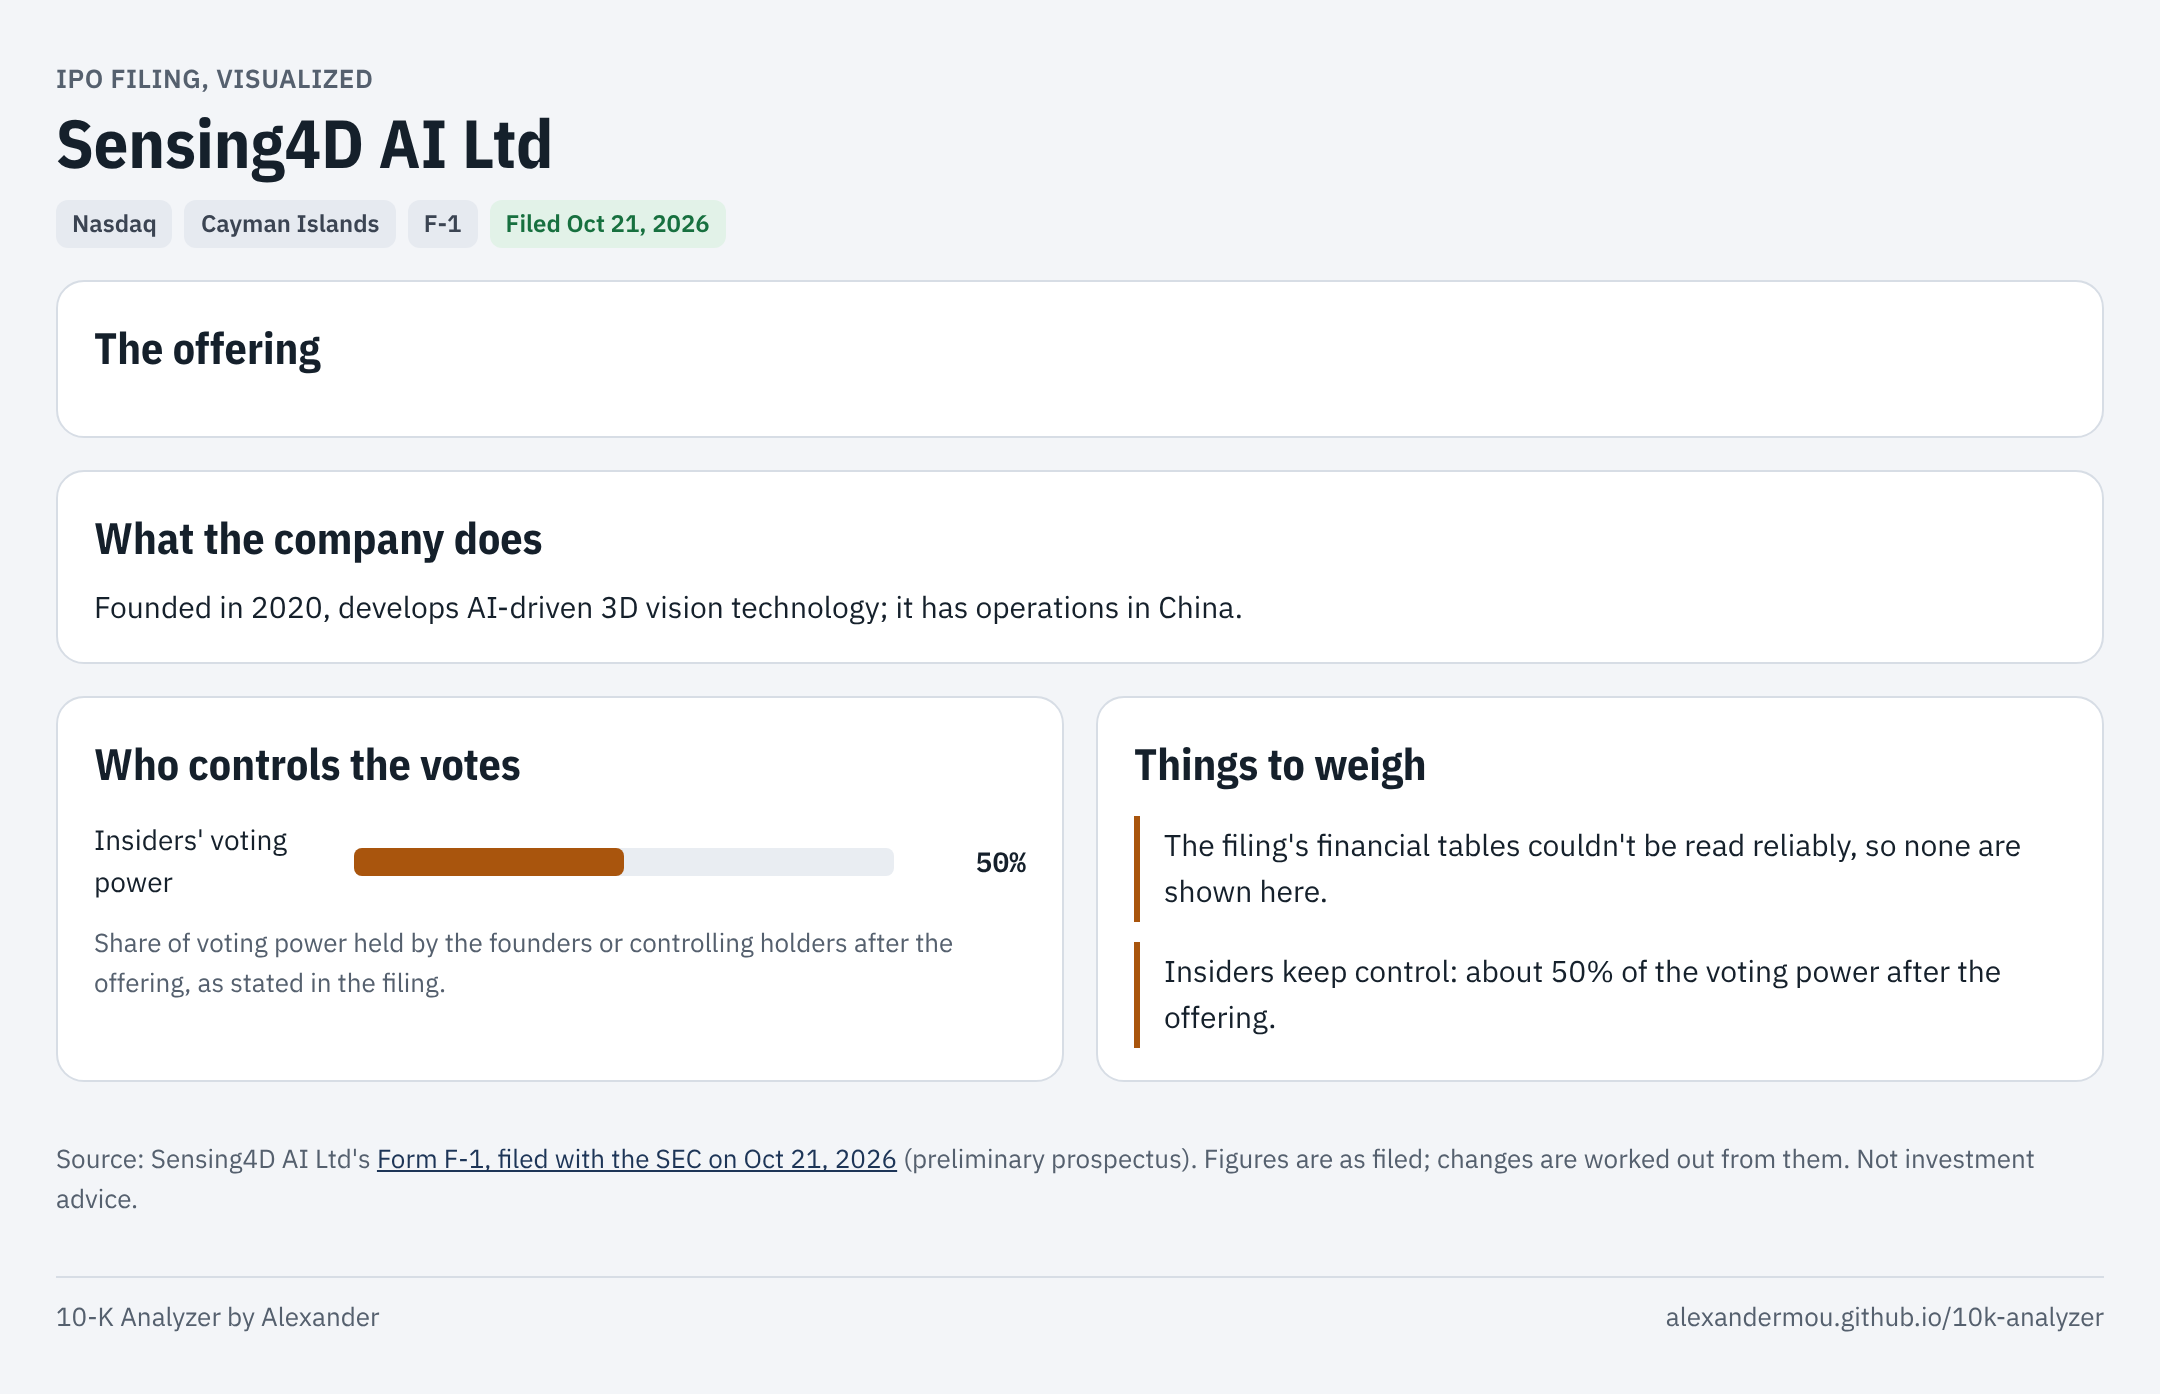 IPO FILING, VISUALIZED
Sensing4D AI Ltd
Nasdaq Cayman Islands F-1 Filed Oct 21, 2026
The offering
What the company does
Founded in 2020, develops AI-driven 3D vision technology; it has operations in China.
Who controls the votes
Insiders' voting
power
50%
Share of voting power held by the founders or controlling holders after the
offering, as stated in the filing.
Things to weigh
The filing's financial tables couldn't be read reliably, so none are
shown here.
Insiders keep control: about 50% of the voting power after the
offering.
Source: Sensing4D AI Ltd's Form F-1, filed with the SEC on Oct 21, 2026 (preliminary prospectus). Figures are as filed; changes are worked out from them. Not investment
advice.
10-K Analyzer by Alexander
alexandermou.github.io/10k-analyzer